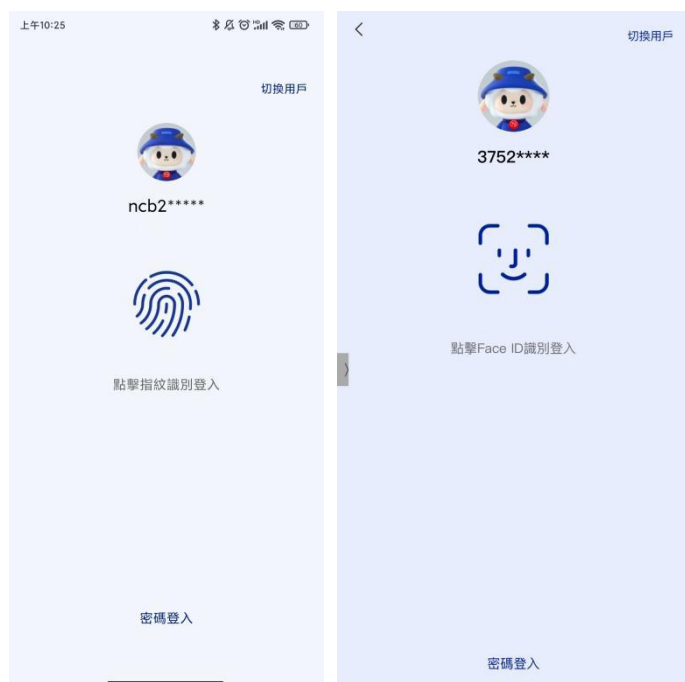 上午10:25
60
切換用戶
ncb2*****
點擊指紋識別登入
密碼登入
切換用戶
3752****
點擊Face ID識別登入
密碼登入